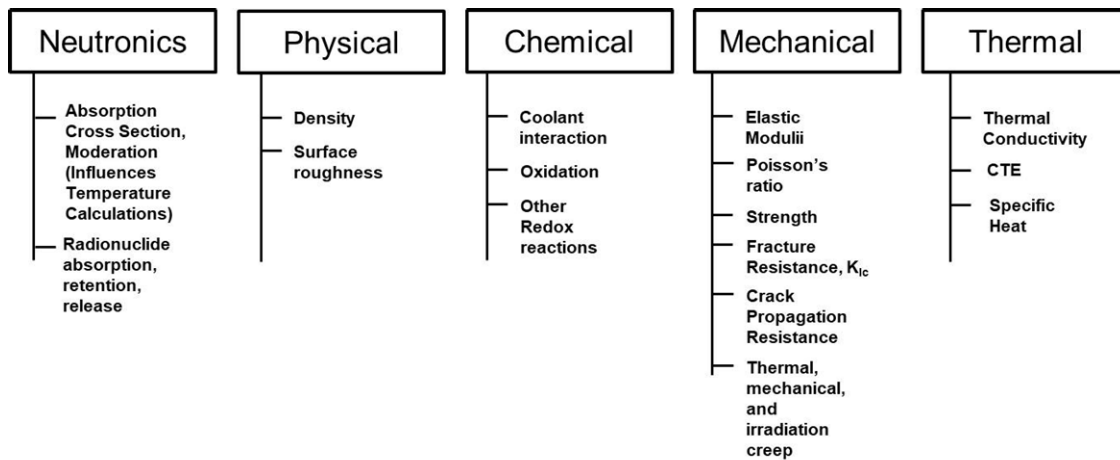 Neutronics
Absorption
Cross Section,
Moderation
(Influences
Temperature
Calculations)
Radionuclide
absorption,
retention,
release
Physical
Density
Surface
roughness
Chemical
Coolant
interaction
Oxidation
Other
Redox
reactions
Mechanical
Elastic
Modulii
Poisson's
ratio
Strength
Fracture
Resistance, KIc
Crack
Propagation
Resistance
Thermal,
mechanical,
and
irradiation
creep
Thermal
Thermal
Conductivity
CTE
Specific
Heat